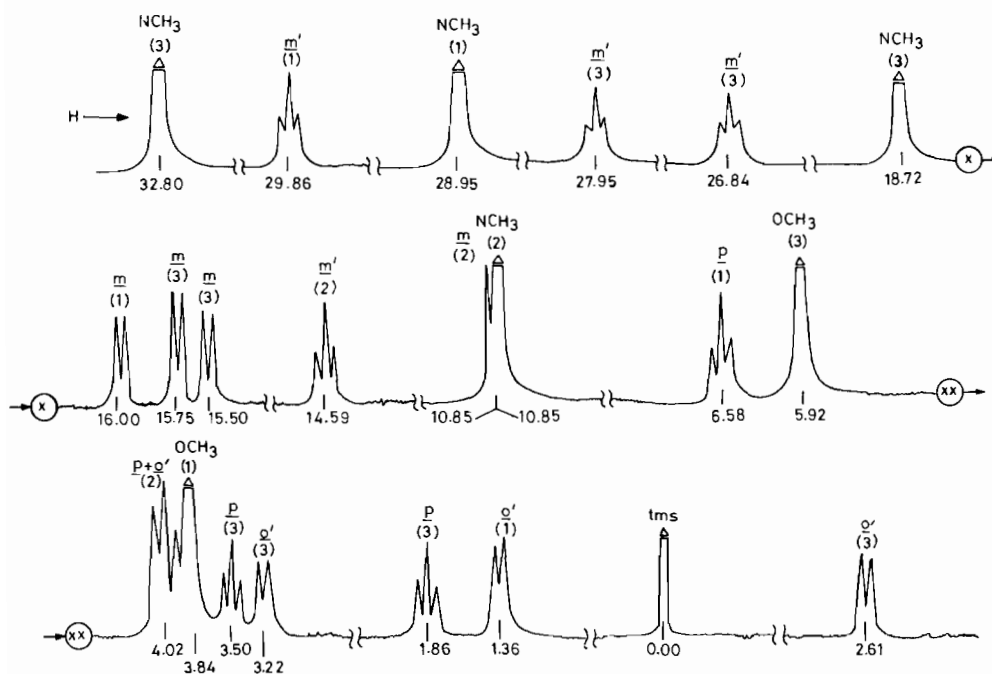 NCH3 NCH3 NCH3
(3) m' (1) m' m' (3)
(1) (3) (3)
H
x
32.80 29.86 28.95 27.95 26.84 18.72
NCH3 OCH3
m (2) (3)
m m (2) m' p
m (3) (3) (2) (1)
(1)
x xx
16.00 15.75 15.50 14.59 10.85 10.85 6.58 5.92
OCH3
p+o' (1)
(2) p o' p o' tms o'
(3) (3) (3) (1) (3)
xx
4.02 3.84 3.50 3.22 1.86 1.36 0.00 2.61